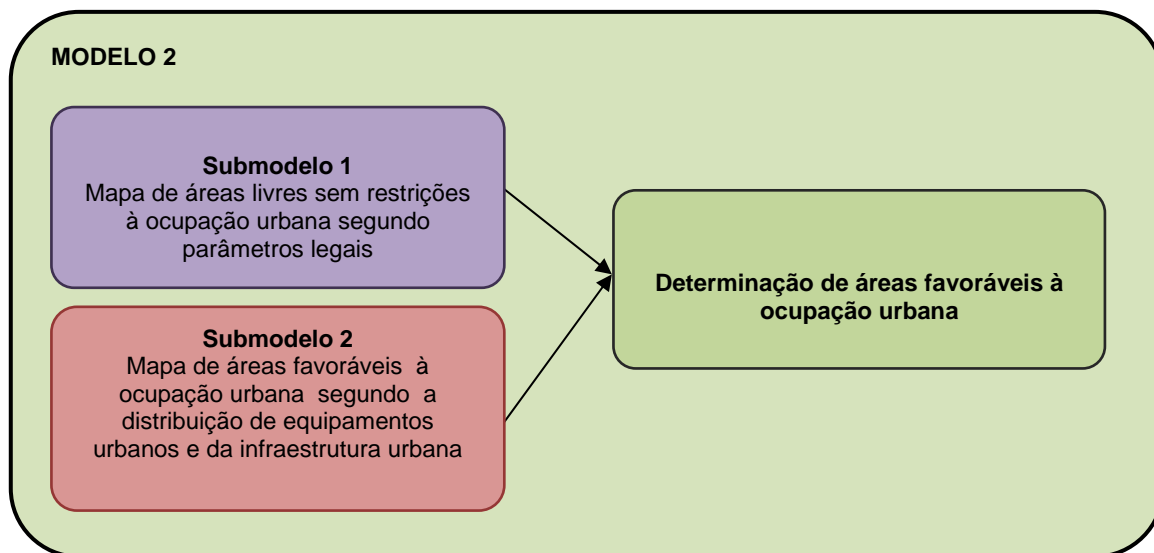 MODELO 2
Submodelo 1
Mapa de áreas livres sem restrições
à ocupação urbana segundo
parâmetros legais
Submodelo 2
Mapa de áreas favoráveis à
ocupação urbana segundo a
distribuição de equipamentos
urbanos e da infraestrutura urbana
Determinação de áreas favoráveis à
ocupação urbana